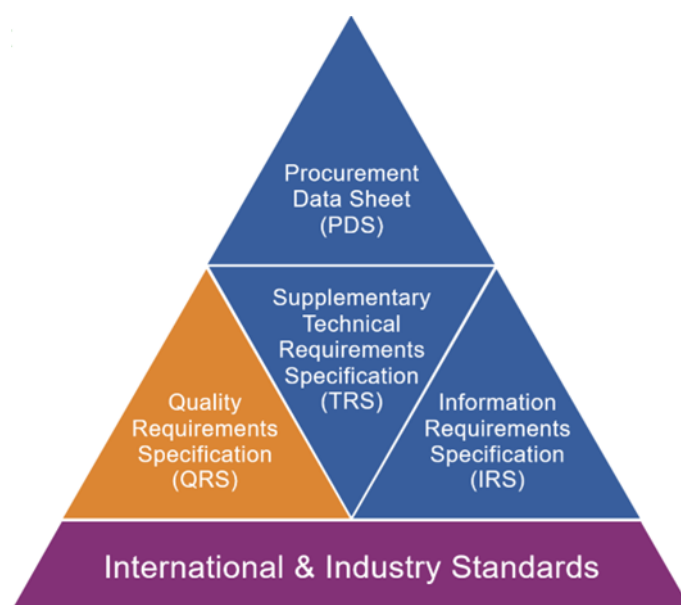 Procurement
Data Sheet
(PDS)
Supplementary
Technical
Requirements
Specification
(TRS)
Quality
Requirements
Specification
(QRS)
Information
Requirements
Specification
(IRS)
International & Industry Standards